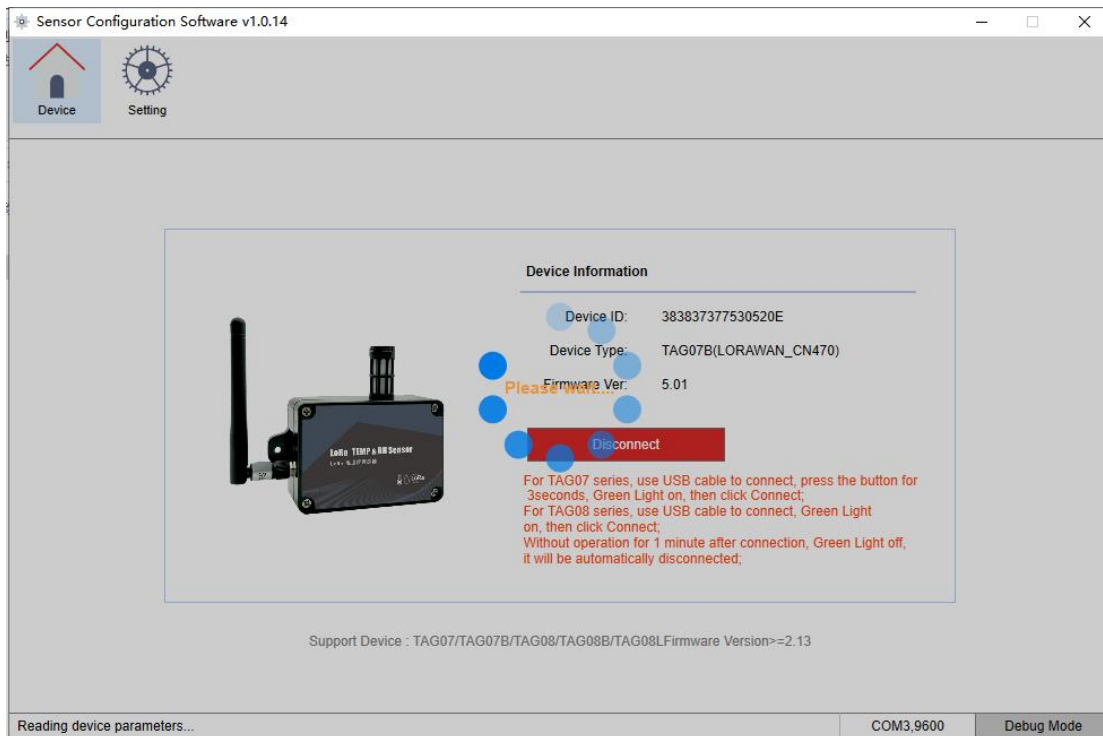 Sensor Configuration Software v1.0.14
Device
Setting
Device Information
Device ID: 383837377530520E
Device Type: TAG07B(LORAWAN_CN470)
Firmware Ver: 5.01
Please wait....
Disconnect
For TAG07 series, use USB cable to connect, press the button for
3seconds, Green Light on, then click Connect;
For TAG08 series, use USB cable to connect, Green Light
on, then click Connect;
Without operation for 1 minute after connection, Green Light off,
it will be automatically disconnected;
LoRa TEMP & RH Sensor
LoRa
Support Device : TAG07/TAG07B/TAG08/TAG08B/TAG08LFirmware Version>=2.13
Reading device parameters...
COM3,9600
Debug Mode